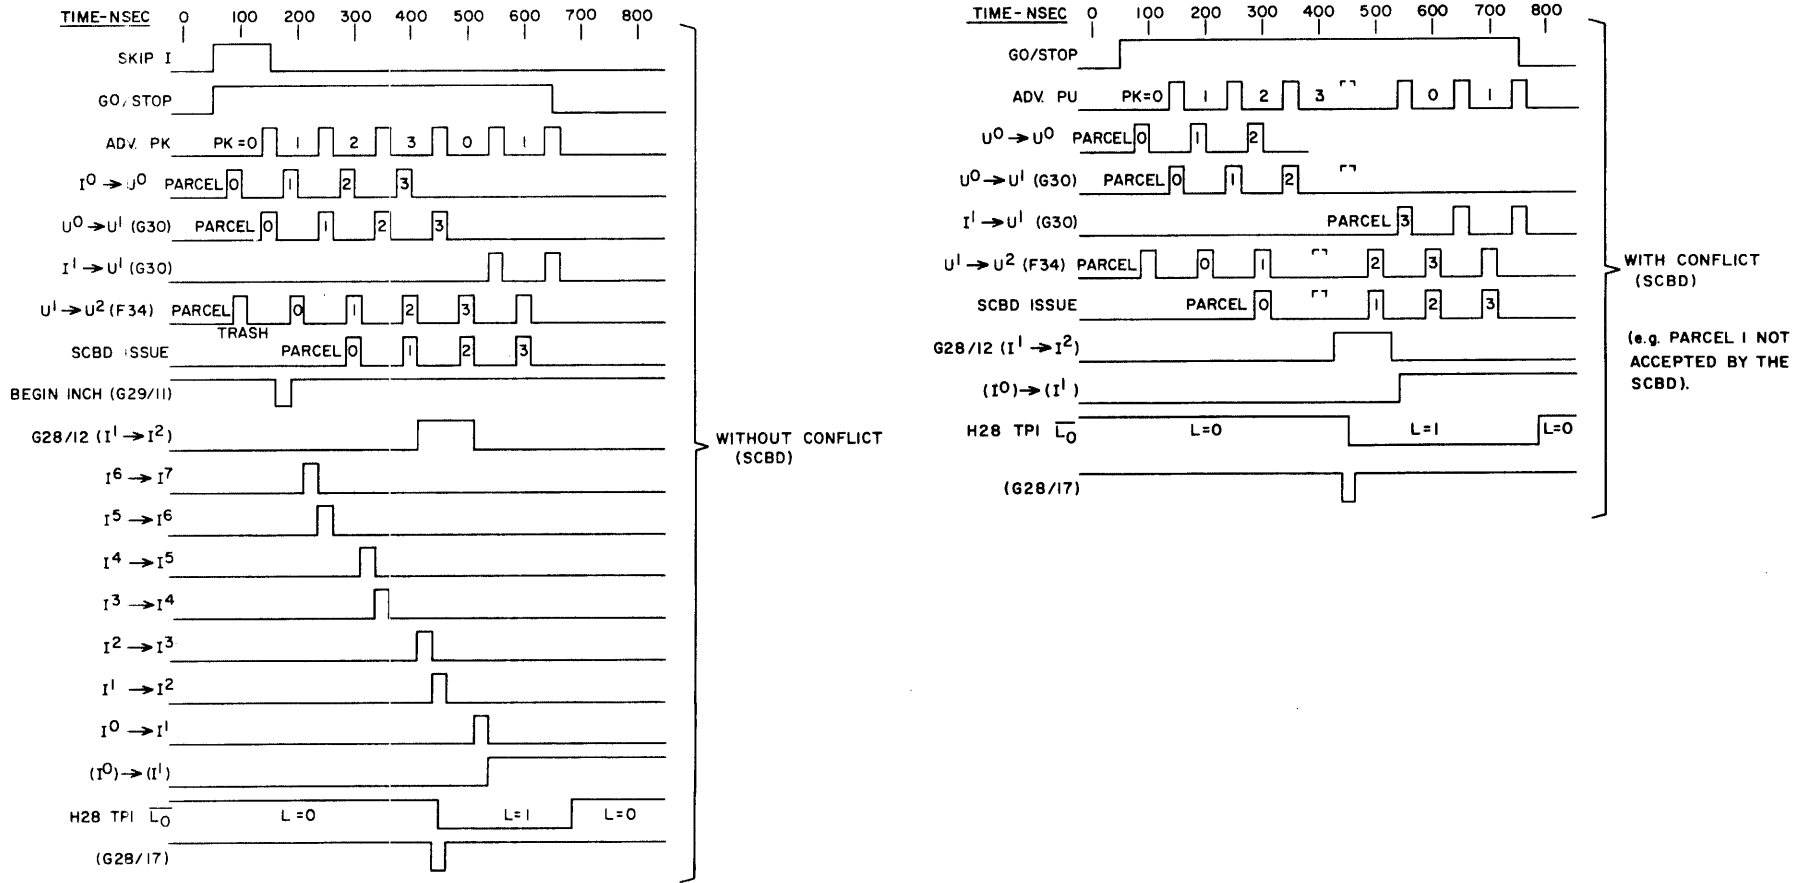 TIME-NSEC 0 100 200 300 400 500 600 700 800
SKIP I
GO/STOP
ADV. PK PK=0 1 2 3 0 1
I⁰→U⁰ PARCEL 0 1 2 3
U⁰→U¹ (G30) PARCEL 0 1 2 3
I¹→U¹ (G30)
U¹→U² (F34) PARCEL 0 1 2 3
TRASH
SCBD ISSUE PARCEL 0 1 2 3
BEGIN INCH (G29/11)
G28/12 (I¹→I²)
I⁶→I⁷
I⁵→I⁶
I⁴→I⁵
I³→I⁴
I²→I³
I¹→I²
I⁰→I¹
(I⁰)→(I¹)
H28 TP1 L̅₀ L=0 L=1 L=0
(G28/17)
WITHOUT CONFLICT
(SCBD)
TIME-NSEC 0 100 200 300 400 500 600 700 800
GO/STOP
ADV. PU PK=0 1 2 3 0 1
U⁰→U⁰ PARCEL 0 1 2
U⁰→U¹ (G30) PARCEL 0 1 2
I¹→U¹ (G30) PARCEL 3
U¹→U² (F34) PARCEL 0 1 2 3
SCBD ISSUE PARCEL 0 1 2 3
G28/12 (I¹→I²)
(I⁰)→(I¹)
H28 TP1 L̅₀ L=0 L=1 L=0
(G28/17)
WITH CONFLICT
(SCBD)
(e.g. PARCEL 1 NOT
ACCEPTED BY THE
SCBD).